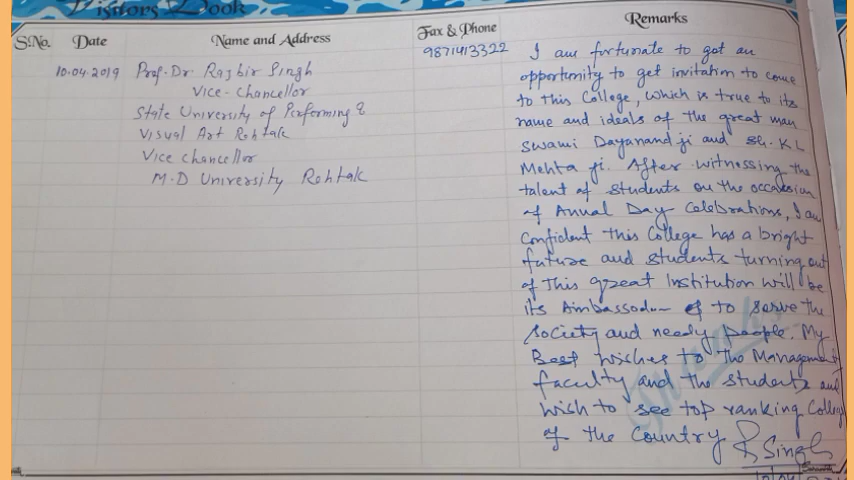 Visitors Book
S.No. Date Name and Address Fax & Phone Remarks
10.04.2019 Prof. Dr. Rajbir Singh 9871413322
Vice-Chancellor
State University of Performing &
Visual Art Rohtak
Vice chancellor
M.D University Rohtak
I am fortunate to got an
opportunity to get invitation to come
to this College, which is true to its
name and ideals of the great man
Swami Dayanand ji and Sh. K L
Mehta ji. After witnessing the
talent of students on the occassion
of Annual Day Celebrations, I am
Confident this College has a bright
future and students turning out
of this great Institution will be
its Ambassador to serve the
society and needy people. My
Best wishes to the Management
faculty and the students and
wish to see top ranking College
of the Country
R Singh
Thanks